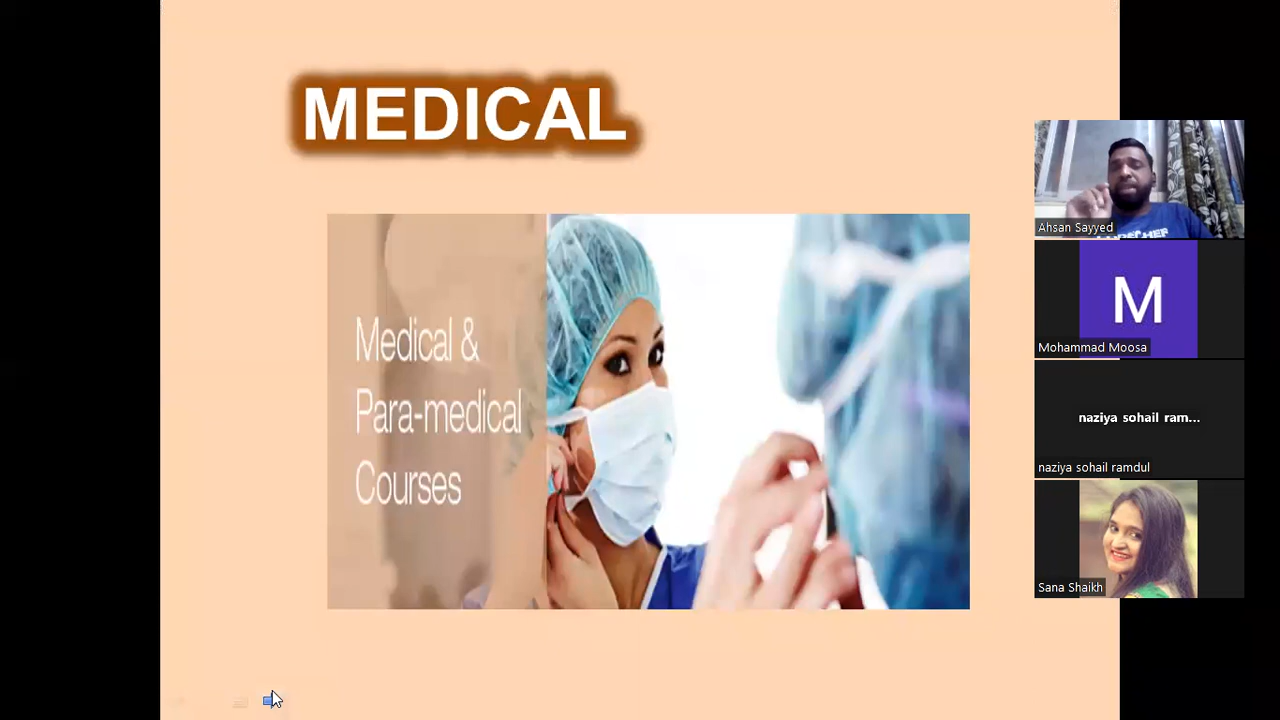 MEDICAL
Medical &
Para-medical
Courses
Ahsan Sayyed
M
Mohammad Moosa
naziya sohail ram...
naziya sohail ramdul
Sana Shaikh